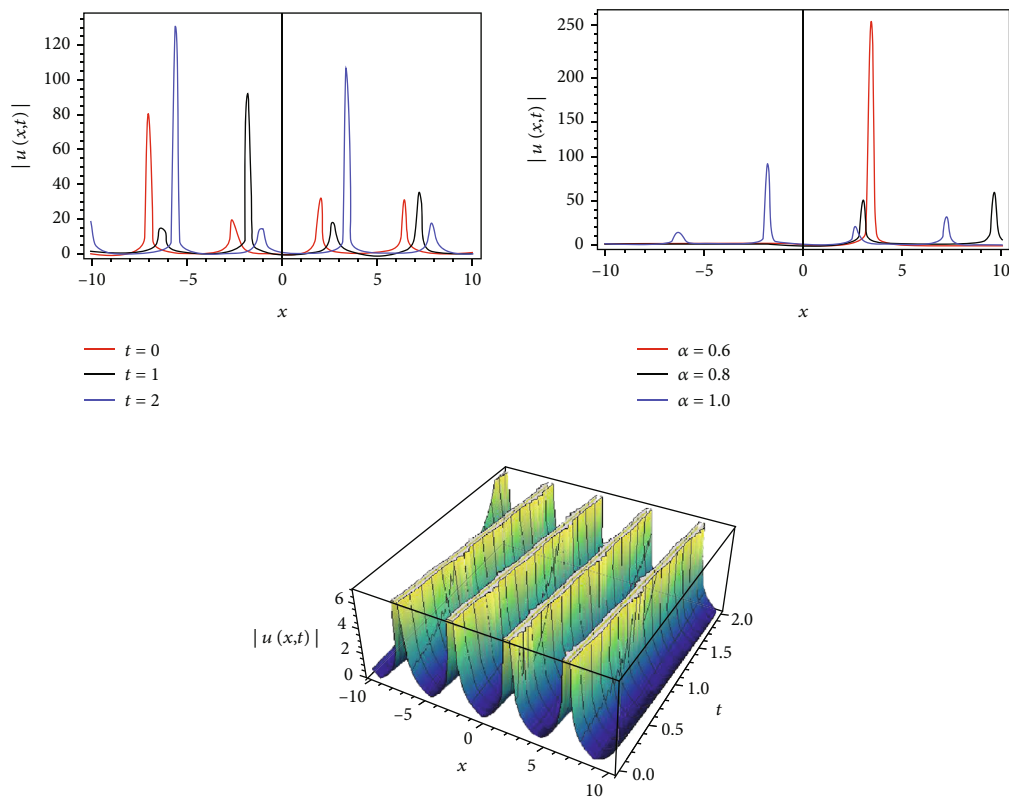 120
100
80
60
40
20
0
| u (x,t) |
–10
–5
0
5
10
x
t = 0
t = 1
t = 2
250
200
150
100
50
0
| u (x,t) |
–10
–5
0
5
10
x
α = 0.6
α = 0.8
α = 1.0
6
4
2
0
| u (x,t) |
–10
–5
0
5
10
x
0.0
0.5
1.0
1.5
2.0
t